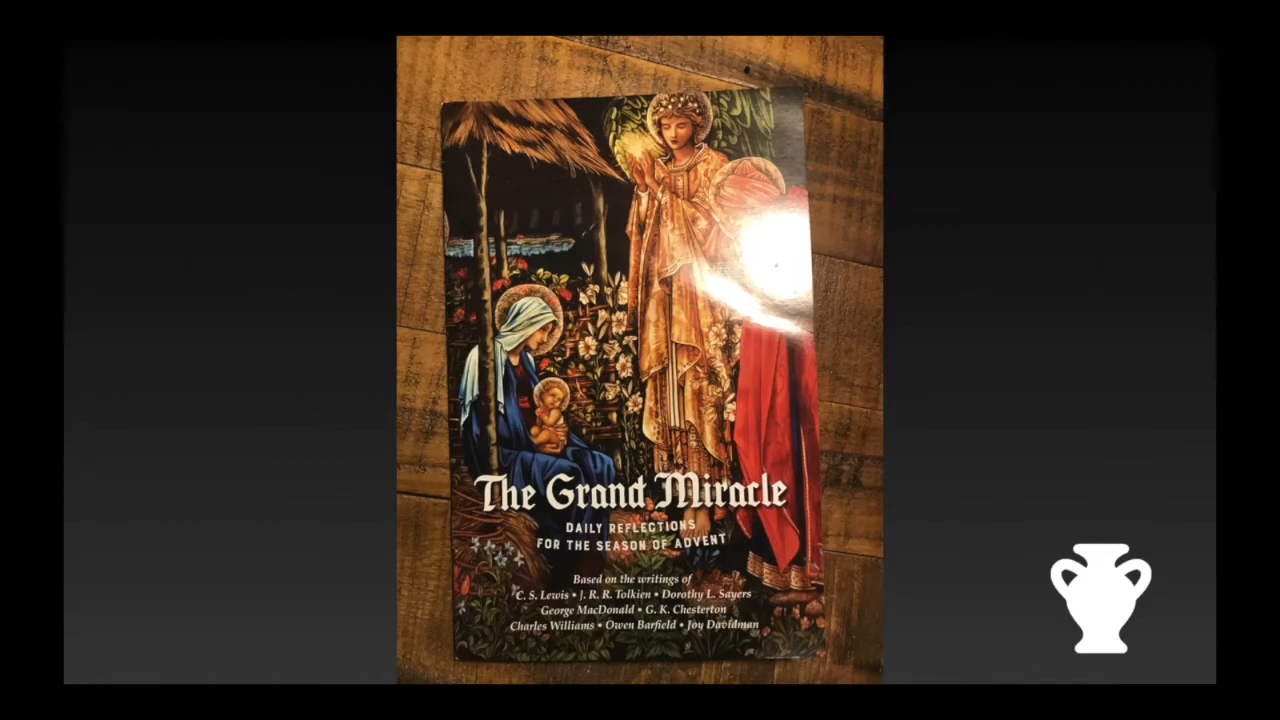 The Grand Miracle
DAILY REFLECTIONS
FOR THE SEASON OF ADVENT
Based on the writings of
C. S. Lewis • J. R. R. Tolkien • Dorothy L. Sayers
George MacDonald • G. K. Chesterton
Charles Williams • Owen Barfield • Joy Davidman